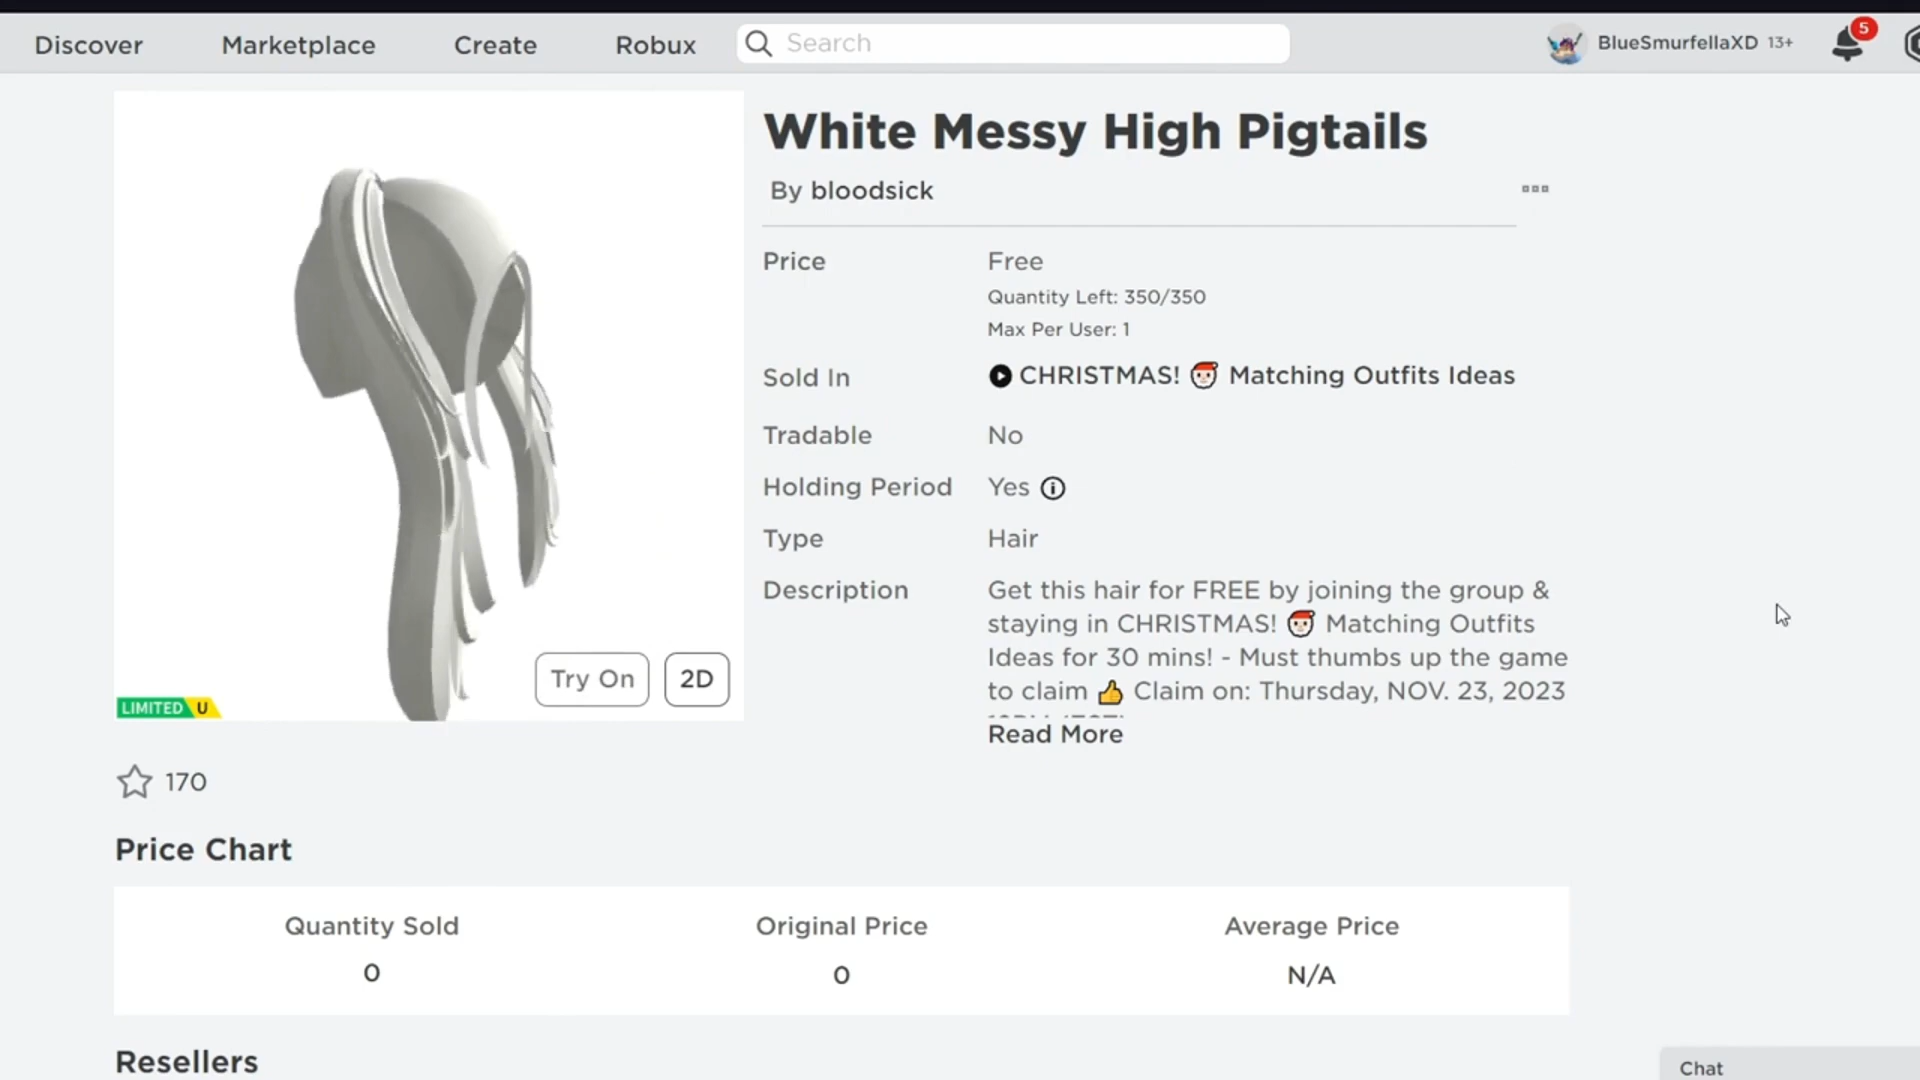 Discover Marketplace Create Robux Search BlueSmurfellaXD 13+ 5
White Messy High Pigtails
By bloodsick
Price Free
Quantity Left: 350/350
Max Per User: 1
Sold In CHRISTMAS! 🎅 Matching Outfits Ideas
Tradable No
Holding Period Yes
Type Hair
Description Get this hair for FREE by joining the group &
staying in CHRISTMAS! 🎅 Matching Outfits
Ideas for 30 mins! - Must thumbs up the game
to claim 👍 Claim on: Thursday, NOV. 23, 2023
Read More
Try On 2D
LIMITED U
170
Price Chart
Quantity Sold Original Price Average Price
0 0 N/A
Resellers
Chat